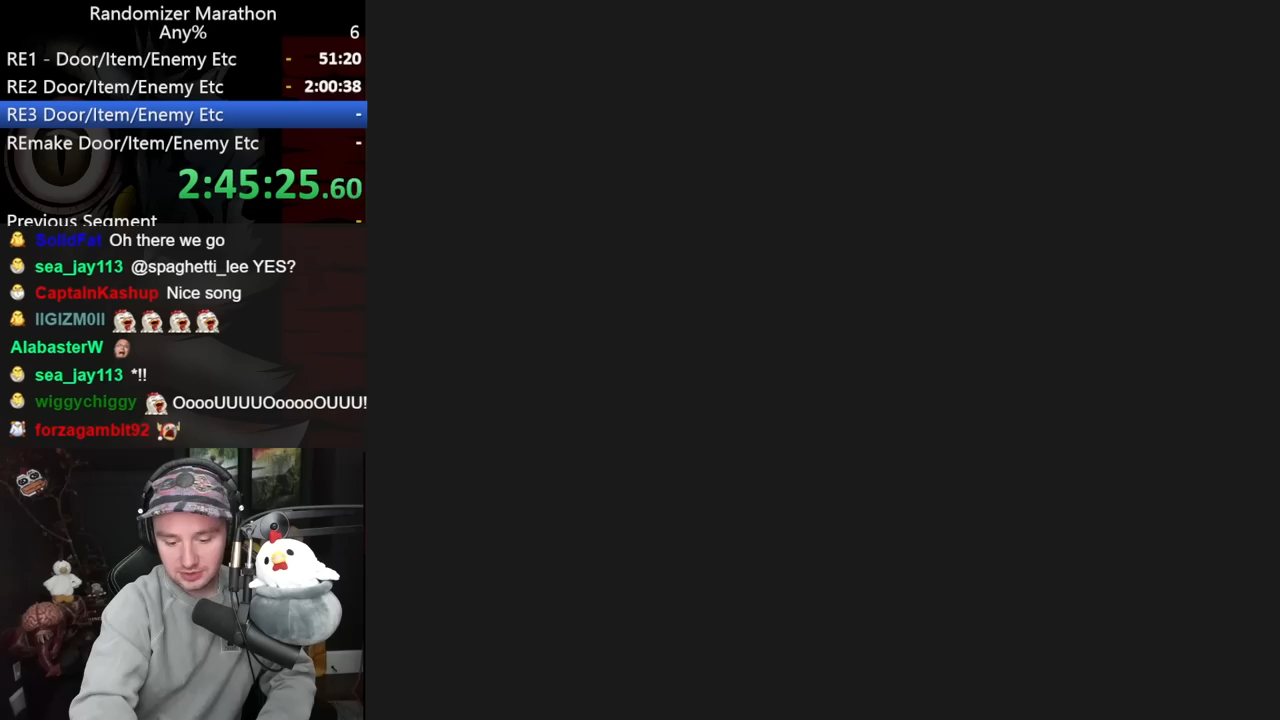 Randomizer Marathon
Any% 6
RE1 - Door/Item/Enemy Etc - 51:20
RE2 Door/Item/Enemy Etc - 2:00:38
RE3 Door/Item/Enemy Etc -
REmake Door/Item/Enemy Etc -
2:45:25.60
Previous Segment -
SolidFat Oh there we go
sea_jay113 @spaghetti_lee YES?
CaptainKashup Nice song
llGIZM0ll
AlabasterW
sea_jay113 *!!
wiggychiggy OoooUUUUOooooOUUU!
forzagambit92